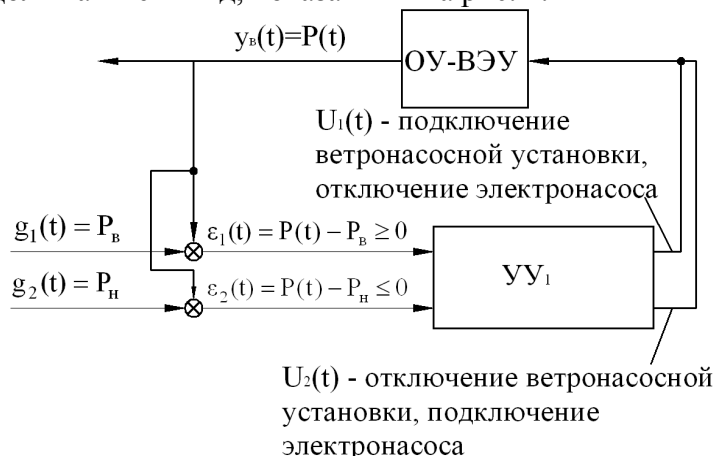 yв(t)=P(t)
ОУ-ВЭУ
U1(t) - подключение
ветронасосной установки,
отключение электронасоса
g1(t) = Pв
ε1(t) = P(t) − Pв ≥ 0
g2(t) = Pн
ε2(t) = P(t) − Pн ≤ 0
УУ1
U2(t) - отключение ветронасосной
установки, подключение
электронасоса